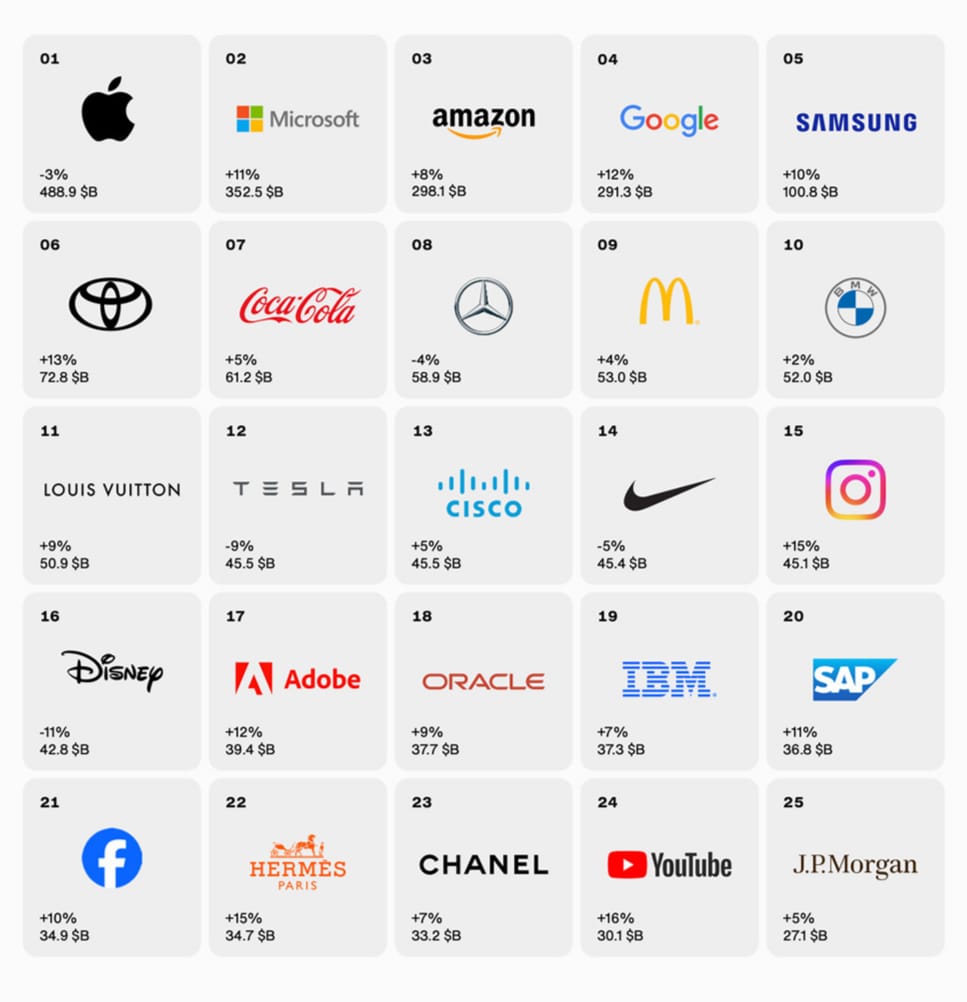 01
-3%
488.9 $B
02
Microsoft
+11%
352.5 $B
03
amazon
+8%
298.1 $B
04
Google
+12%
291.3 $B
05
SAMSUNG
+10%
100.8 $B
06
+13%
72.8 $B
07
Coca-Cola
+5%
61.2 $B
08
-4%
58.9 $B
09
+4%
53.0 $B
10
BMW
+2%
52.0 $B
11
LOUIS VUITTON
+9%
50.9 $B
12
TESLA
-9%
45.5 $B
13
CISCO
+5%
45.5 $B
14
-5%
45.4 $B
15
+15%
45.1 $B
16
Disney
-11%
42.8 $B
17
Adobe
+12%
39.4 $B
18
ORACLE
+9%
37.7 $B
19
IBM®
+7%
37.3 $B
20
SAP
+11%
36.8 $B
21
f
+10%
34.9 $B
22
HERMÈS
PARIS
+15%
34.7 $B
23
CHANEL
+7%
33.2 $B
24
YouTube
+16%
30.1 $B
25
J.P.Morgan
+5%
27.1 $B